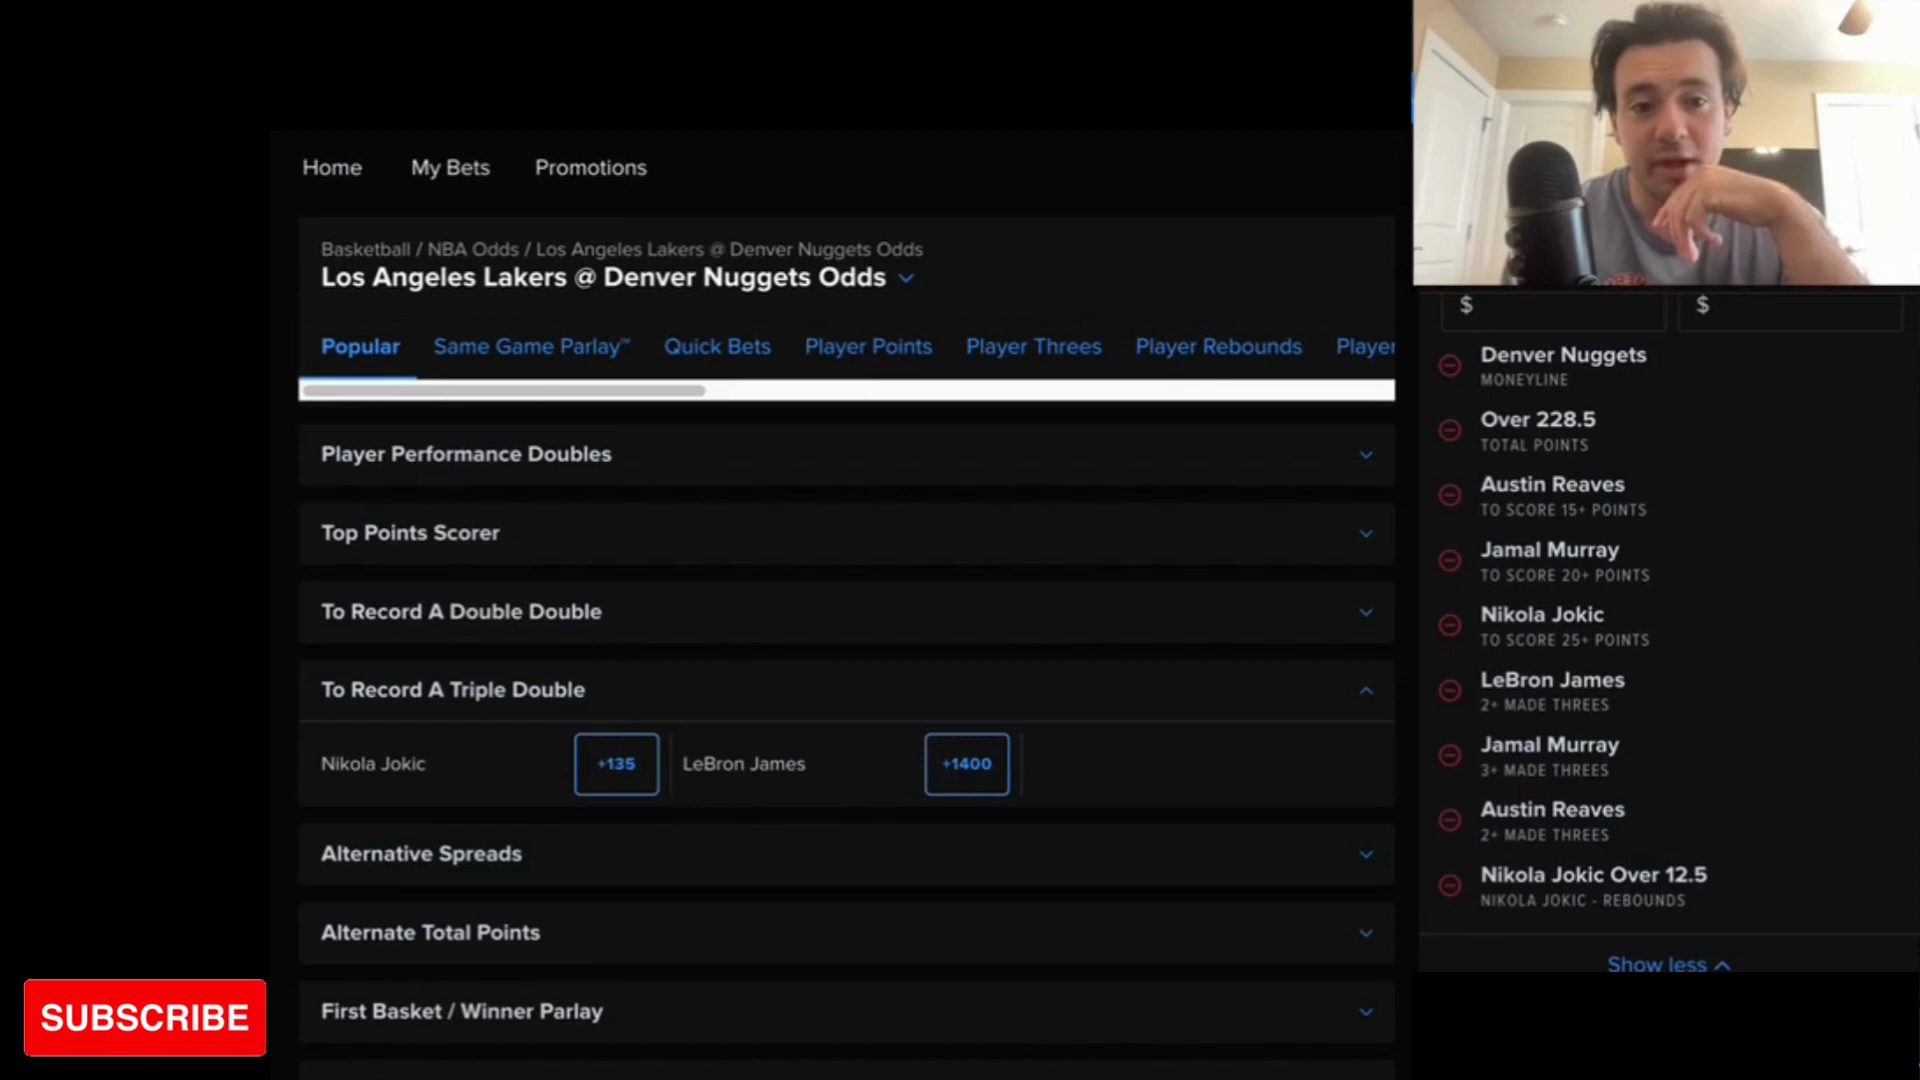 Home My Bets Promotions
Basketball / NBA Odds / Los Angeles Lakers @ Denver Nuggets Odds
Los Angeles Lakers @ Denver Nuggets Odds
Popular Same Game Parlay™ Quick Bets Player Points Player Threes Player Rebounds Player
Player Performance Doubles
Top Points Scorer
To Record A Double Double
To Record A Triple Double
Nikola Jokic +135 LeBron James +1400
Alternative Spreads
Alternate Total Points
First Basket / Winner Parlay
$ $
Denver Nuggets
MONEYLINE
Over 228.5
TOTAL POINTS
Austin Reaves
TO SCORE 15+ POINTS
Jamal Murray
TO SCORE 20+ POINTS
Nikola Jokic
TO SCORE 25+ POINTS
LeBron James
2+ MADE THREES
Jamal Murray
3+ MADE THREES
Austin Reaves
2+ MADE THREES
Nikola Jokic Over 12.5
NIKOLA JOKIC - REBOUNDS
Show less
SUBSCRIBE